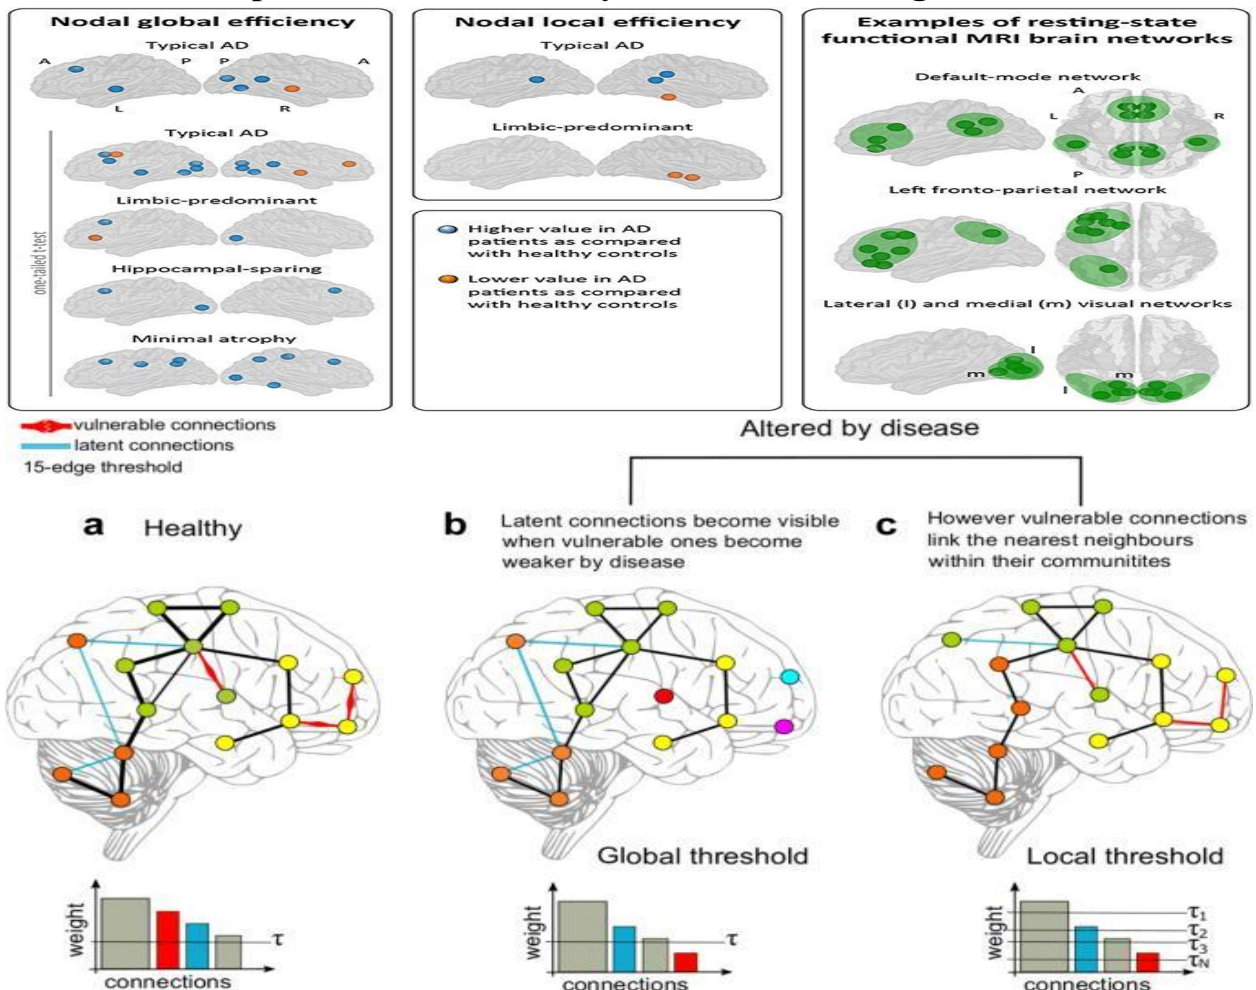 Nodal global efficiency
Typical AD
A
P
P
A
L
R
Typical AD
Limbic-predominant
Hippocampal-sparing
Minimal atrophy
one-tailed t-test
Nodal local efficiency
Typical AD
Limbic-predominant
Higher value in AD
patients as compared
with healthy controls
Lower value in AD
patients as compared
with healthy controls
Examples of resting-state
functional MRI brain networks
Default-mode network
A
L
R
P
Left fronto-parietal network
Lateral (l) and medial (m) visual networks
l
m
m
l
vulnerable connections
latent connections
15-edge threshold
Altered by disease
a
Healthy
b
Latent connections become visible
when vulnerable ones become
weaker by disease
c
However vulnerable connections
link the nearest neighbours
within their communitites
Global threshold
Local threshold
weight
τ
connections
weight
τ
connections
weight
τ1
τ2
τ3
τN
connections